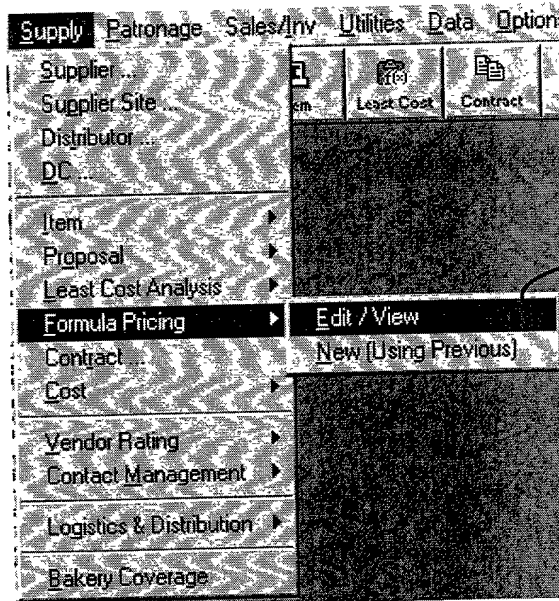 Supply Patronage Sales/Inv Utilities Data Option
Supplier ...
Supplier Site ...
Distributor ...
DC ...
Least Cost
Contract
Item
Proposal
Least Cost Analysis
Formula Pricing
Edit / View
New (Using Previous)
Contract ...
Cost
Vendor Rating
Contact Management
Logistics & Distribution
Bakery Coverage